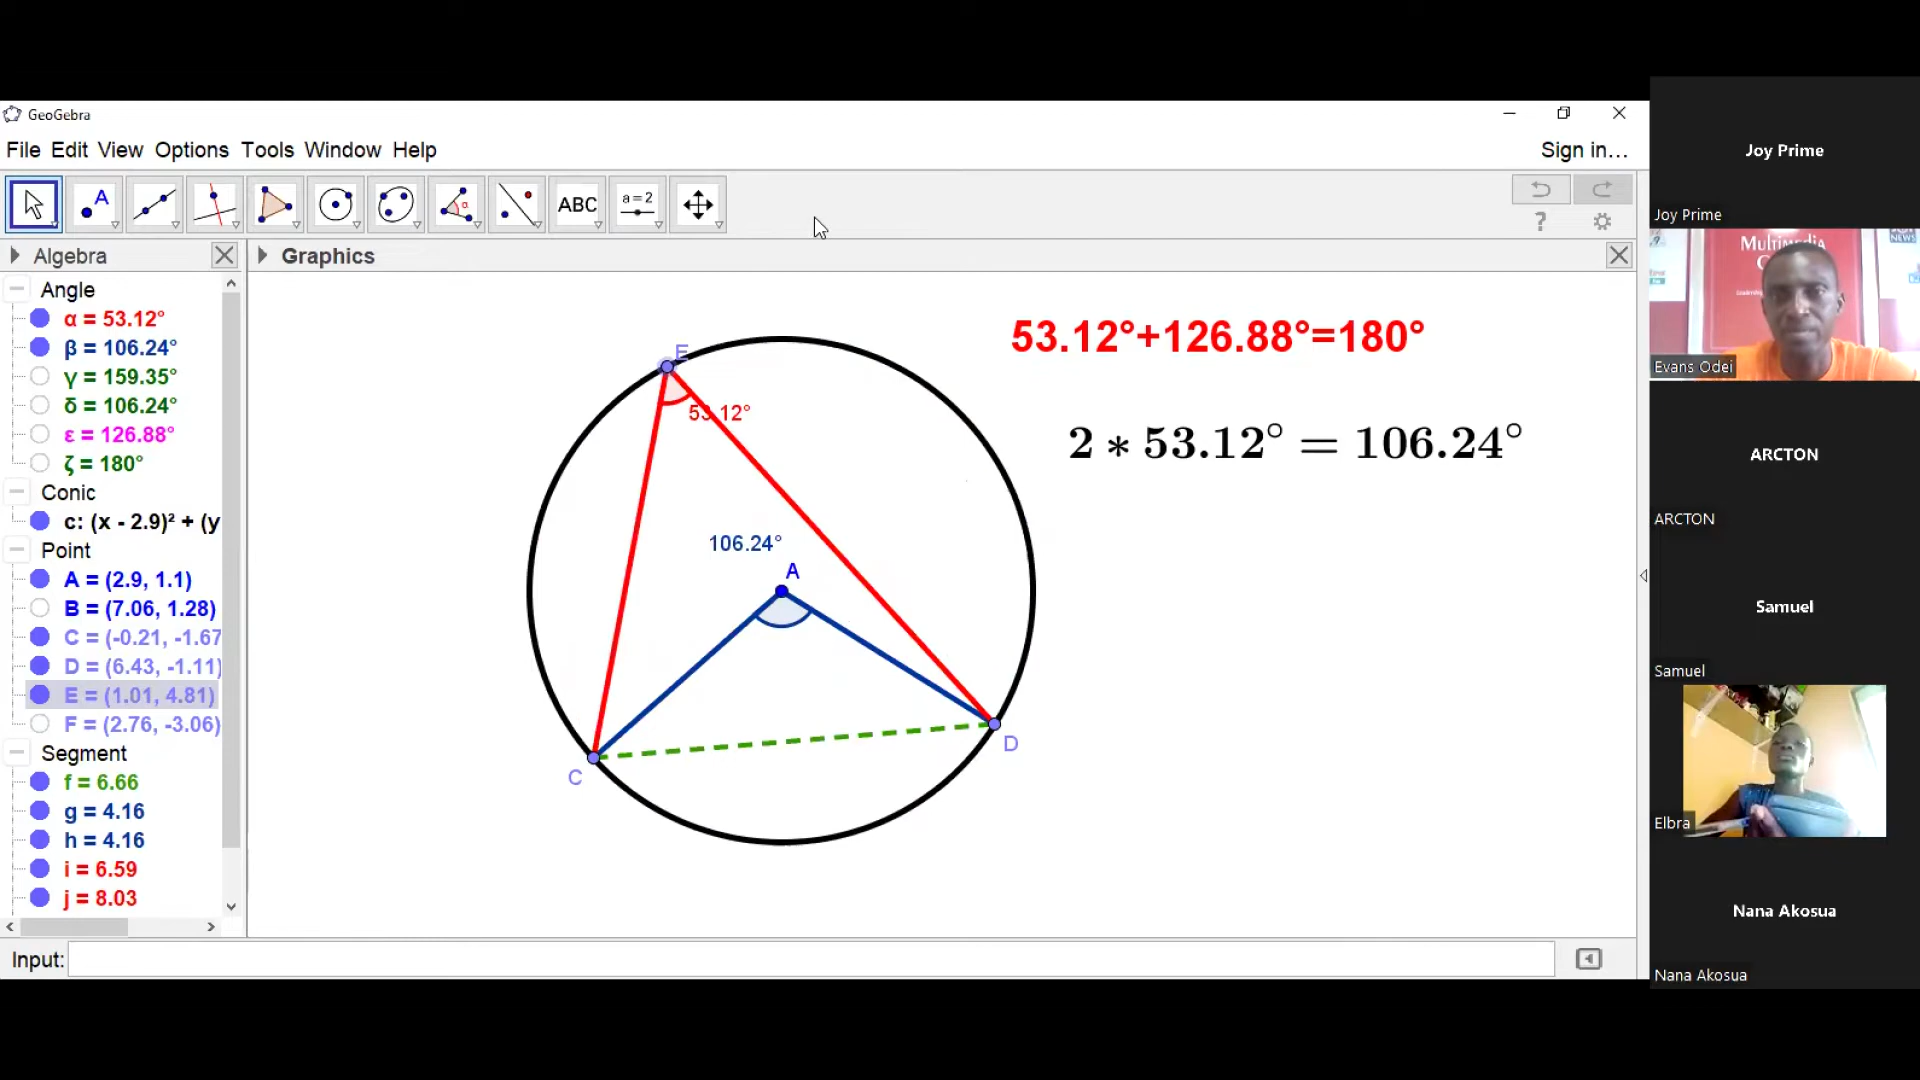 GeoGebra
File Edit View Options Tools Window Help
Sign in...
A
α
ABC
a=2
?
Algebra
Graphics
Angle
α = 53.12°
β = 106.24°
γ = 159.35°
δ = 106.24°
ε = 126.88°
ζ = 180°
Conic
c: (x - 2.9)² + (y
Point
A = (2.9, 1.1)
B = (7.06, 1.28)
C = (-0.21, -1.67
D = (6.43, -1.11)
E = (1.01, 4.81)
F = (2.76, -3.06)
Segment
f = 6.66
g = 4.16
h = 4.16
i = 6.59
j = 8.03
53.12°+126.88°=180°
2 * 53.12° = 106.24°
E
53.12°
106.24°
A
C
D
Input:
Joy Prime
Joy Prime
Multimedia
NEWS
Evans Odei
ARCTON
ARCTON
Samuel
Samuel
Elbra
Nana Akosua
Nana Akosua